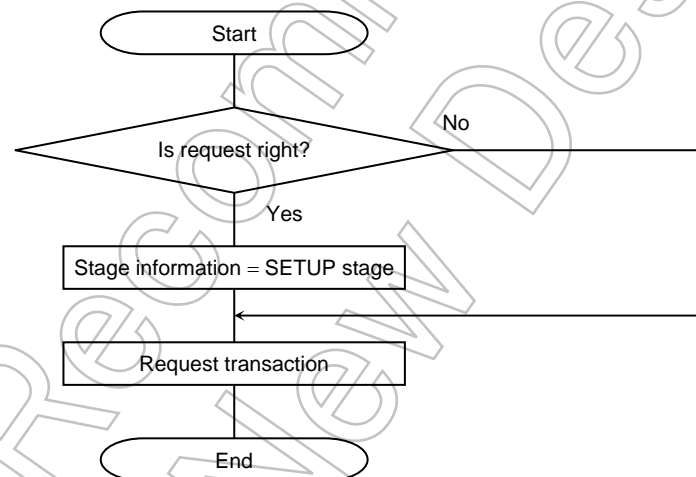 Start
Is request right?
No
Yes
Stage information = SETUP stage
Request transaction
End